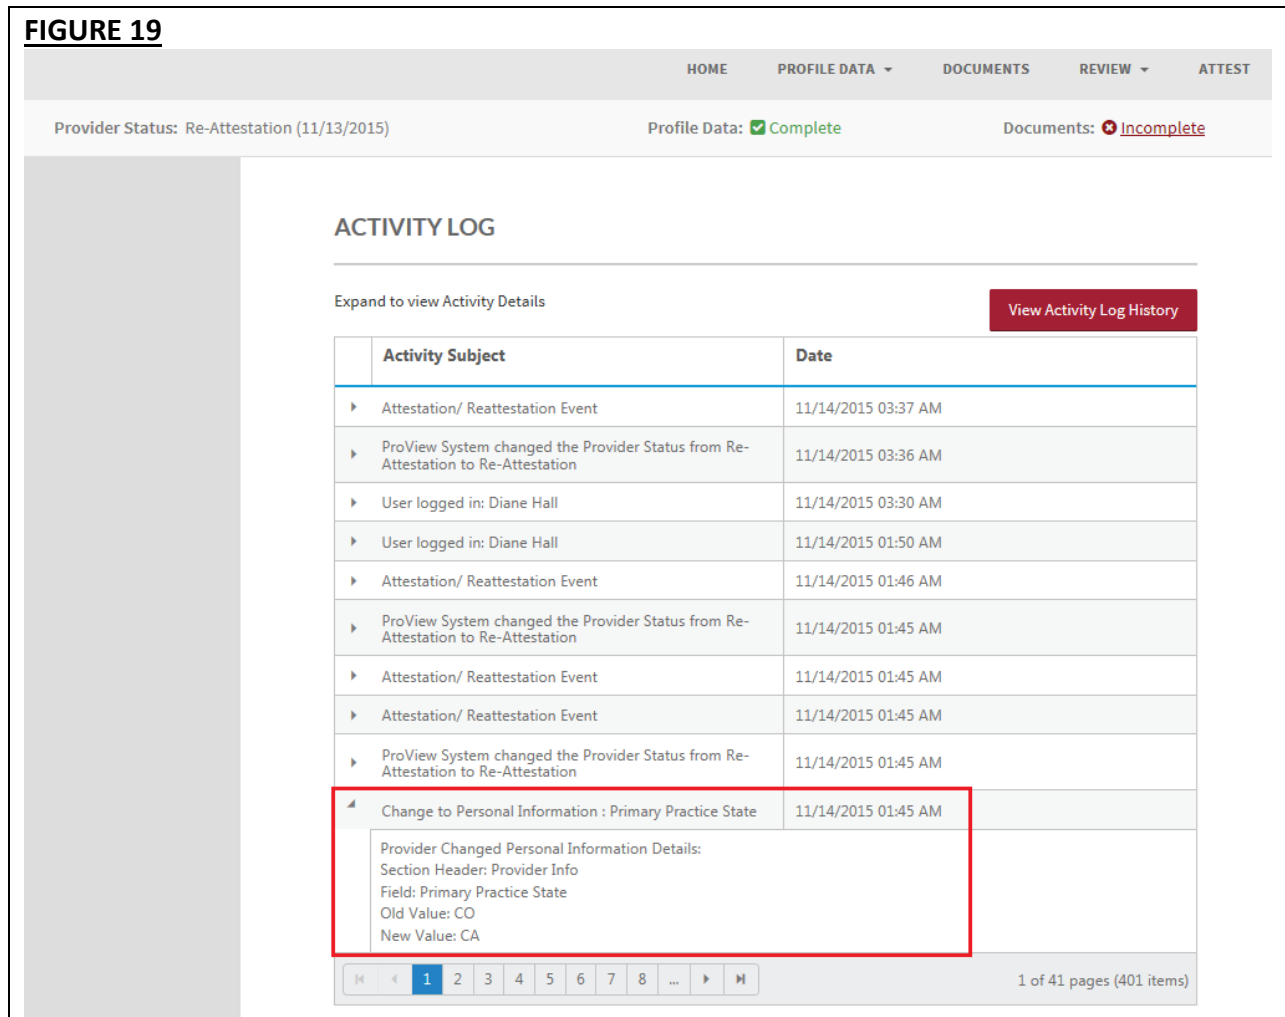 FIGURE 19
HOME PROFILE DATA DOCUMENTS REVIEW ATTEST
Provider Status: Re-Attestation (11/13/2015) Profile Data: Complete Documents: Incomplete
ACTIVITY LOG
Expand to view Activity Details
View Activity Log History
Activity Subject Date
Attestation/ Reattestation Event 11/14/2015 03:37 AM
ProView System changed the Provider Status from Re-
Attestation to Re-Attestation 11/14/2015 03:36 AM
User logged in: Diane Hall 11/14/2015 03:30 AM
User logged in: Diane Hall 11/14/2015 01:50 AM
Attestation/ Reattestation Event 11/14/2015 01:46 AM
ProView System changed the Provider Status from Re-
Attestation to Re-Attestation 11/14/2015 01:45 AM
Attestation/ Reattestation Event 11/14/2015 01:45 AM
Attestation/ Reattestation Event 11/14/2015 01:45 AM
ProView System changed the Provider Status from Re-
Attestation to Re-Attestation 11/14/2015 01:45 AM
Change to Personal Information : Primary Practice State 11/14/2015 01:45 AM
Provider Changed Personal Information Details:
Section Header: Provider Info
Field: Primary Practice State
Old Value: CO
New Value: CA
1 2 3 4 5 6 7 8 ... 1 of 41 pages (401 items)